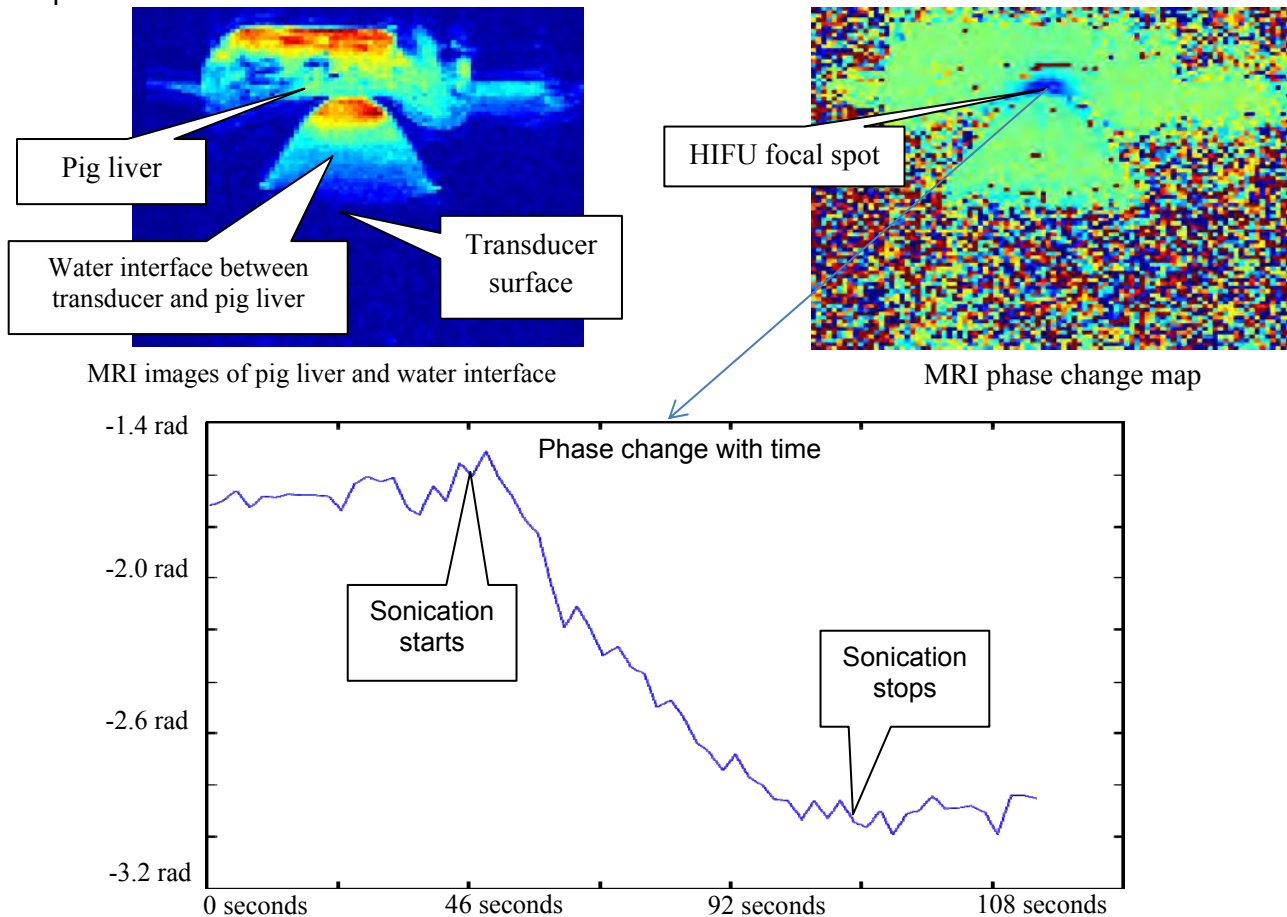 Pig liver
Water interface between
transducer and pig liver
Transducer
surface
HIFU focal spot
MRI images of pig liver and water interface
MRI phase change map
Phase change with time
-1.4 rad
-2.0 rad
-2.6 rad
-3.2 rad
Sonication
starts
Sonication
stops
0 seconds
46 seconds
92 seconds
108 seconds